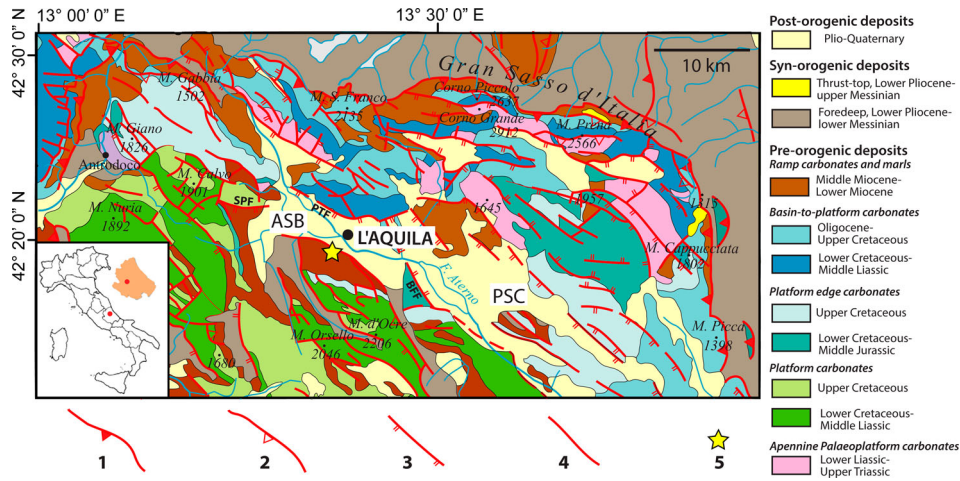 13° 00' 0" E
13° 30' 0" E
42° 30' 0" N
42° 20' 0" N
10 km
Gran Sasso d'Italia
M. Gabbia
1502
M. S. Franco
2135
Corno Piccolo
2637
Corno Grande
2912
M. Prena
2566
M. Giano
1826
Antrodoco
M. Calvo
1901
M. Nuria
1892
SPF
ASB
PTF
L'AQUILA
1645
1957
1315
M. Cappucciata
1802
F. Aterno
BFF
PSC
M. d'Ocre
2206
M. Orsello
2046
1680
M. Picca
1398
1
2
3
4
5
Post-orogenic deposits
Plio-Quaternary
Syn-orogenic deposits
Thrust-top, Lower Pliocene-
upper Messinian
Foredeep, Lower Pliocene-
lower Messinian
Pre-orogenic deposits
Ramp carbonates and marls
Middle Miocene-
Lower Miocene
Basin-to-platform carbonates
Oligocene-
Upper Cretaceous
Lower Cretaceous-
Middle Liassic
Platform edge carbonates
Upper Cretaceous
Lower Cretaceous-
Middle Jurassic
Platform carbonates
Upper Cretaceous
Lower Cretaceous-
Middle Liassic
Apennine Palaeoplatform carbonates
Lower Liassic-
Upper Triassic